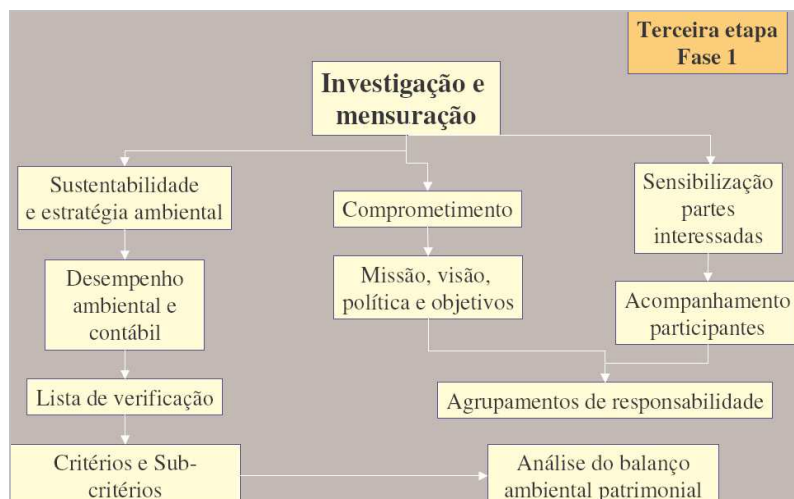 Terceira etapa
Fase 1
Investigação e
mensuração
Sustentabilidade
e estratégia ambiental
Comprometimento
Sensibilização
partes
interessadas
Desempenho
ambiental e
contábil
Missão, visão,
política e objetivos
Acompanhamento
participantes
Lista de verificação
Agrupamentos de responsabilidade
Critérios e Sub-
critérios
Análise do balanço
ambiental patrimonial